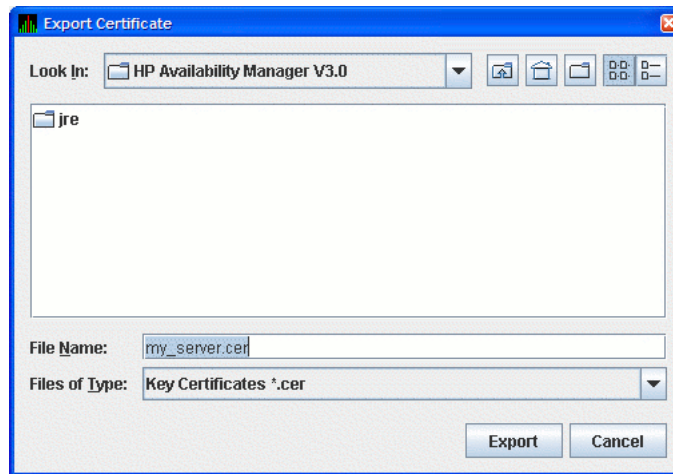 Export Certificate
Look In: HP Availability Manager V3.0
jre
File Name: my_server.cer
Files of Type: Key Certificates *.cer
Export Cancel